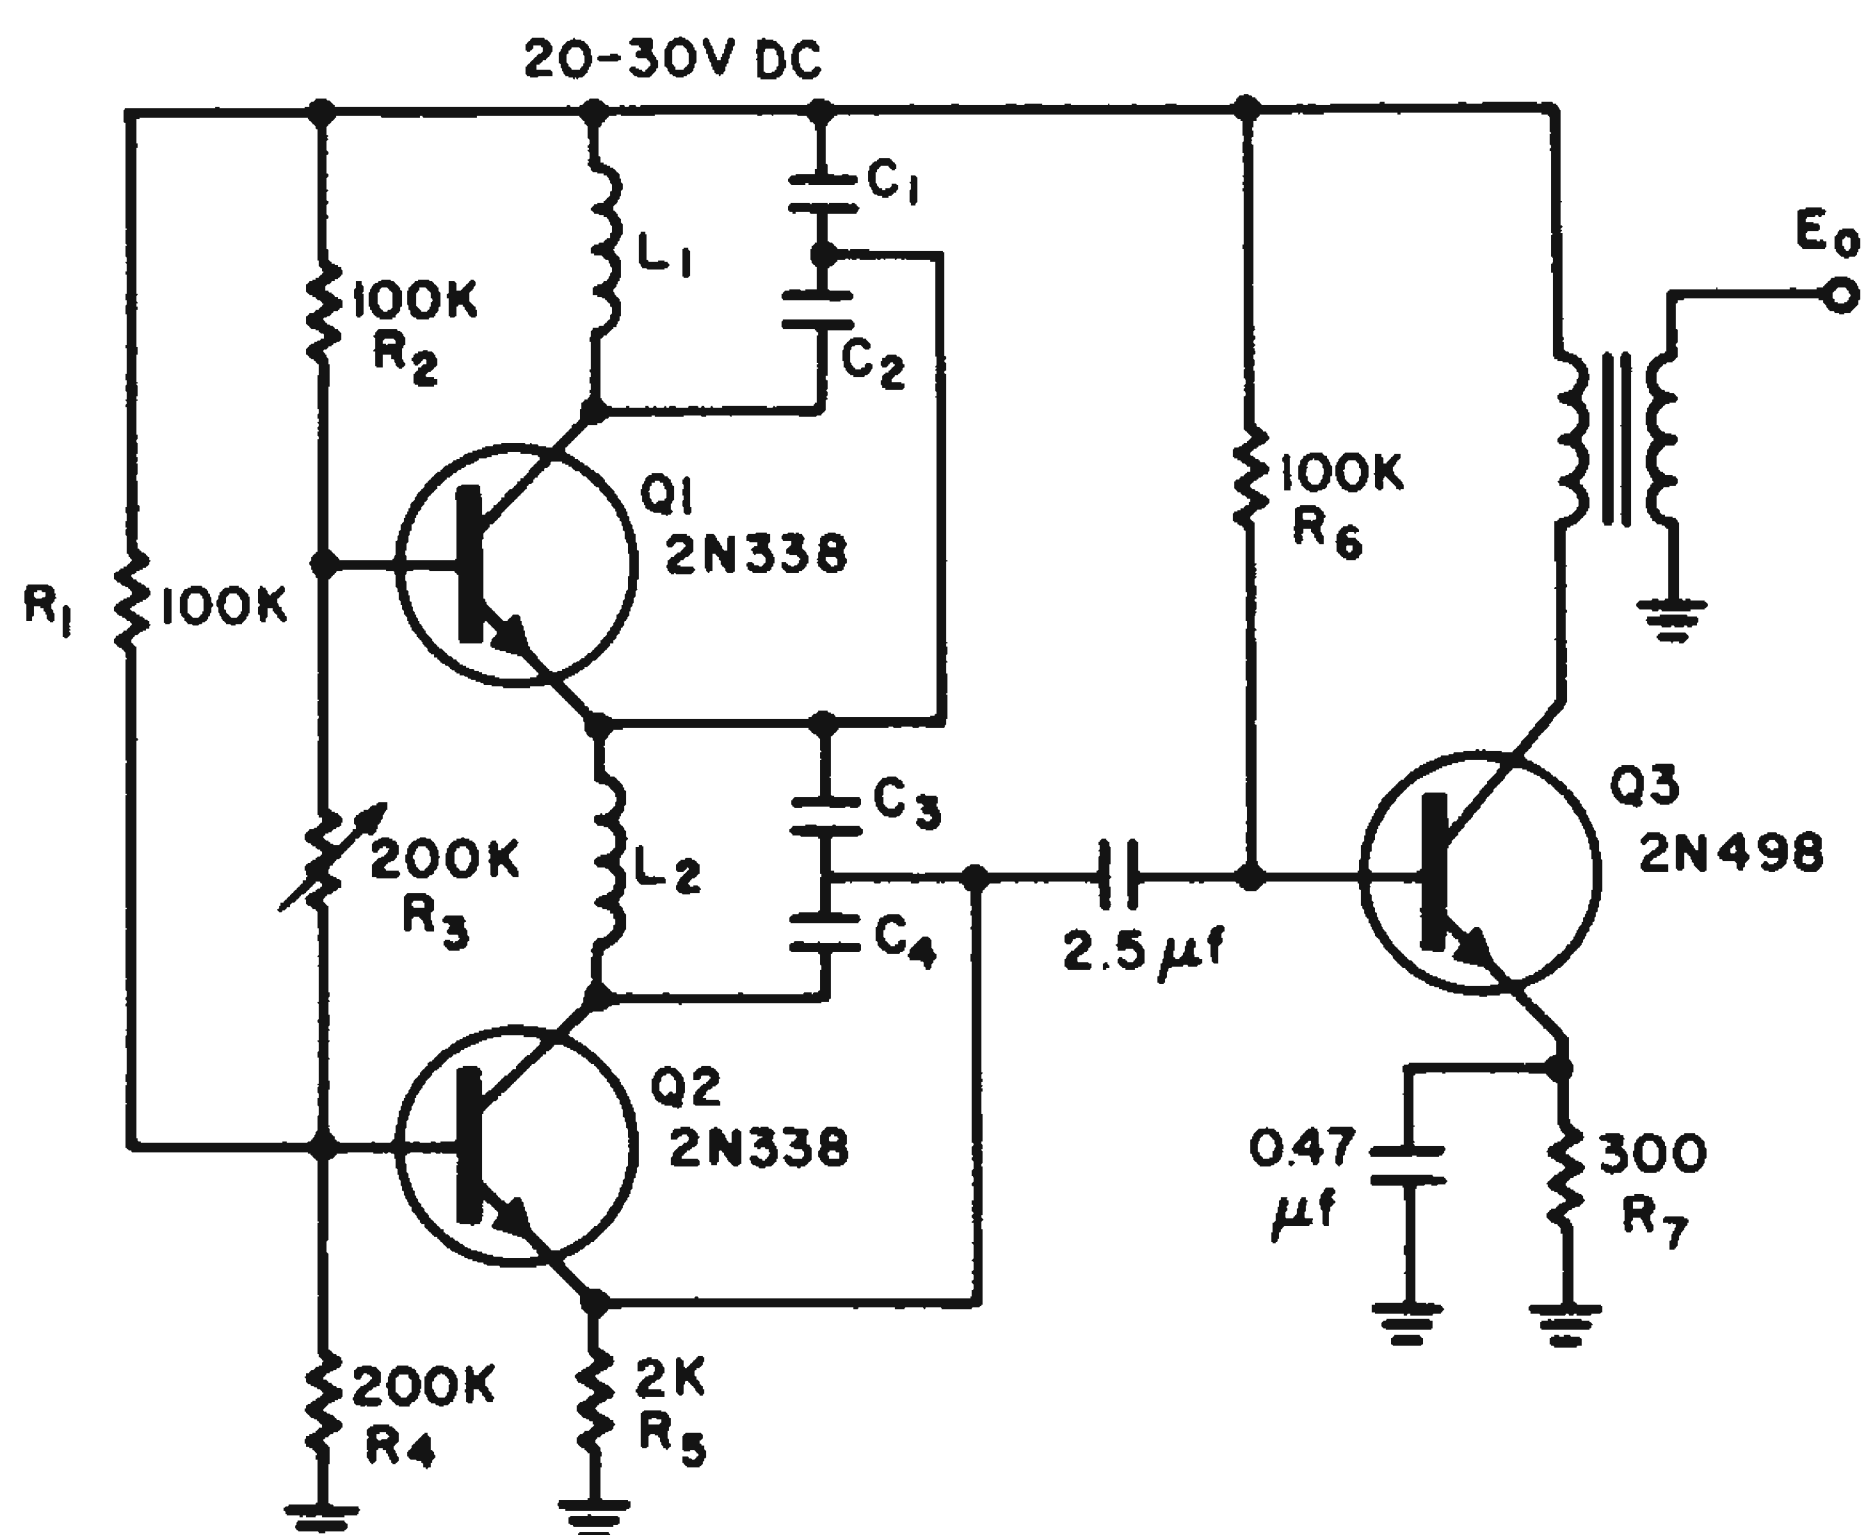 20-30V DC
C1
E0
L1
100K
R2
C2
Q1
2N338
100K
R6
R1 100K
C3
Q3
2N498
200K
R3
L2
C4
2.5 µf
Q2
2N338
0.47
µf
300
R7
200K
R4
2K
R5